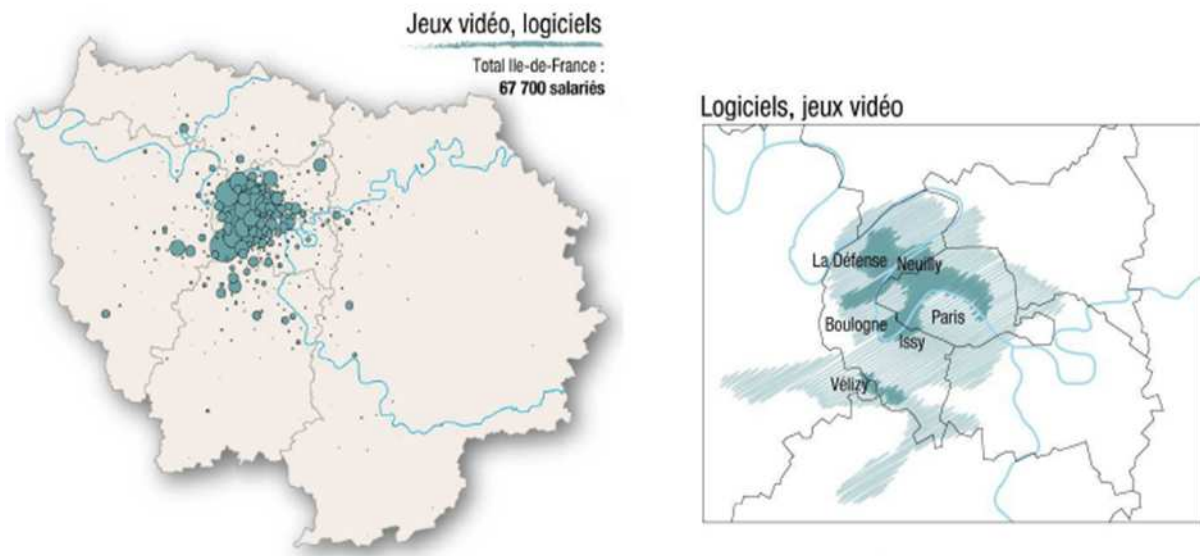 Jeux vidéo, logiciels
Total Ile-de-France :
67 700 salariés
Logiciels, jeux vidéo
La Défense
Neuilly
Boulogne
Paris
Issy
Vélizy